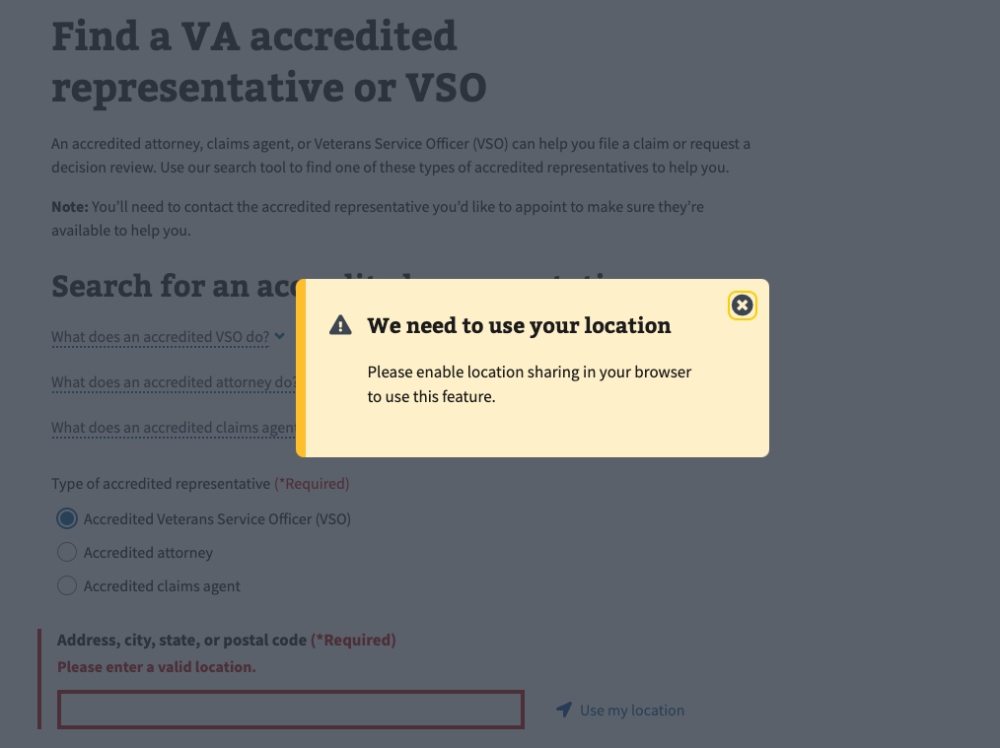 Find a VA accredited
representative or VSO
An accredited attorney, claims agent, or Veterans Service Officer (VSO) can help you file a claim or request a
decision review. Use our search tool to find one of these types of accredited representatives to help you.
Note: You’ll need to contact the accredited representative you’d like to appoint to make sure they’re
available to help you.
Search for an
What does an accredited VSO do?
What does an accredited attorney do?
What does an accredited claims agent
We need to use your location
Please enable location sharing in your browser
to use this feature.
Type of accredited representative (*Required)
Accredited Veterans Service Officer (VSO)
Accredited attorney
Accredited claims agent
Address, city, state, or postal code (*Required)
Please enter a valid location.
Use my location